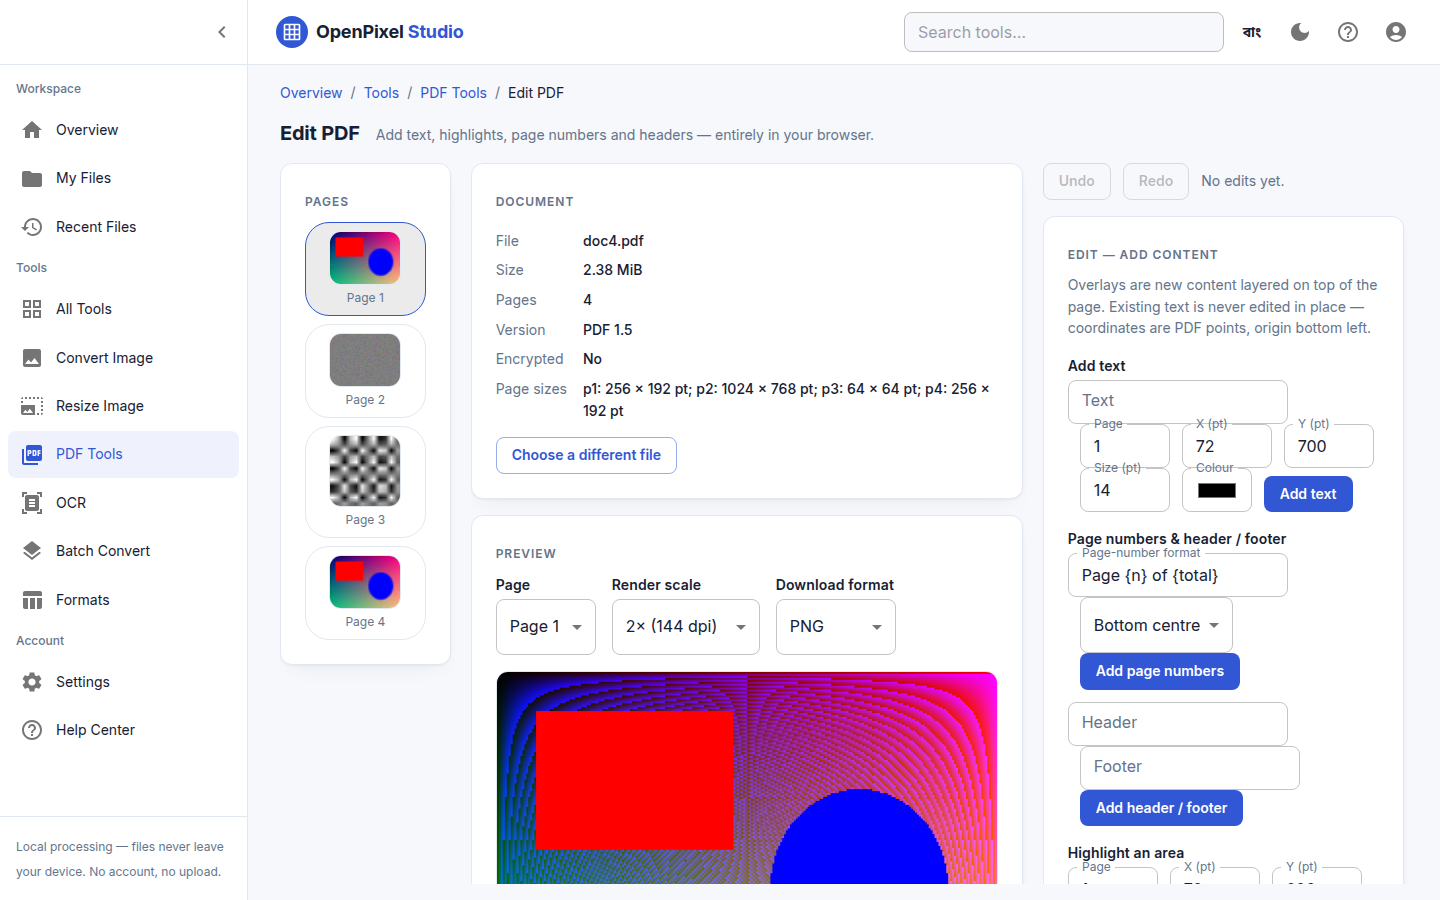 OpenPixel Studio
Search tools...
বাং
Workspace
Overview
My Files
Recent Files
Tools
All Tools
Convert Image
Resize Image
PDF Tools
OCR
Batch Convert
Formats
Account
Settings
Help Center
Local processing — files never leave
your device. No account, no upload.
Overview / Tools / PDF Tools / Edit PDF
Edit PDF
Add text, highlights, page numbers and headers — entirely in your browser.
PAGES
Page 1
Page 2
Page 3
Page 4
DOCUMENT
File doc4.pdf
Size 2.38 MiB
Pages 4
Version PDF 1.5
Encrypted No
Page sizes p1: 256 × 192 pt; p2: 1024 × 768 pt; p3: 64 × 64 pt; p4: 256 ×
192 pt
Choose a different file
PREVIEW
Page Render scale Download format
Page 1 2× (144 dpi) PNG
Undo Redo No edits yet.
EDIT — ADD CONTENT
Overlays are new content layered on top of the
page. Existing text is never edited in place —
coordinates are PDF points, origin bottom left.
Add text
Text
Page X (pt) Y (pt)
1 72 700
Size (pt) Colour
14
Add text
Page numbers & header / footer
Page-number format
Page {n} of {total}
Bottom centre
Add page numbers
Header
Footer
Add header / footer
Highlight an area
Page X (pt) Y (pt)